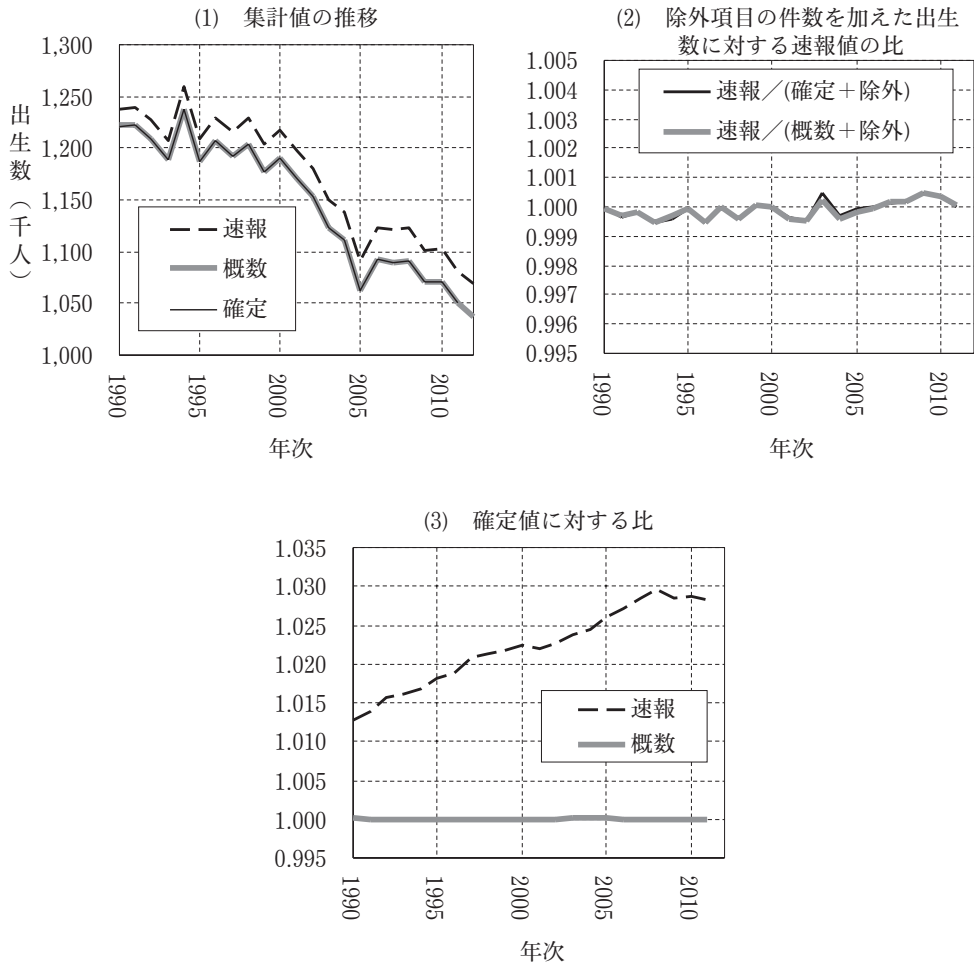 (1) 集計値の推移
1,300
1,250
1,200
1,150
1,100
1,050
1,000
出生数（千人）
速報
概数
確定
1990
1995
2000
2005
2010
年次
(2) 除外項目の件数を加えた出生
数に対する速報値の比
1.005
1.004
1.003
1.002
1.001
1.000
0.999
0.998
0.997
0.996
0.995
速報／(確定＋除外)
速報／(概数＋除外)
1990
1995
2000
2005
2010
年次
(3) 確定値に対する比
1.035
1.030
1.025
1.020
1.015
1.010
1.005
1.000
0.995
速報
概数
1990
1995
2000
2005
2010
年次